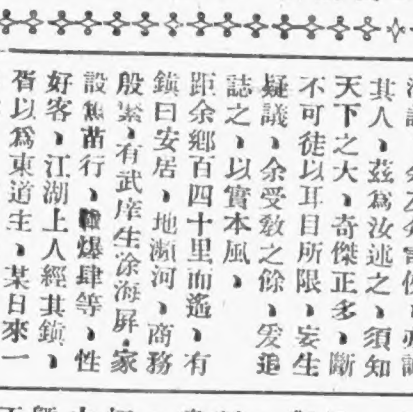 其人、茲爲汝述之、須知
天下之大、奇傑正多、斷
不可徒以耳目所限、妄生
疑議、余受敎之餘、爰追
誌之、以實本風、
距余鄉百四十里而遙、有
鎮曰安居、地瀕河、商務
殷繁、有武庠生涂海屏、家
設魚苗行、鞭爆肆等、性
好客、江湖上人經其鎮、
胥以爲東道主、某日來一